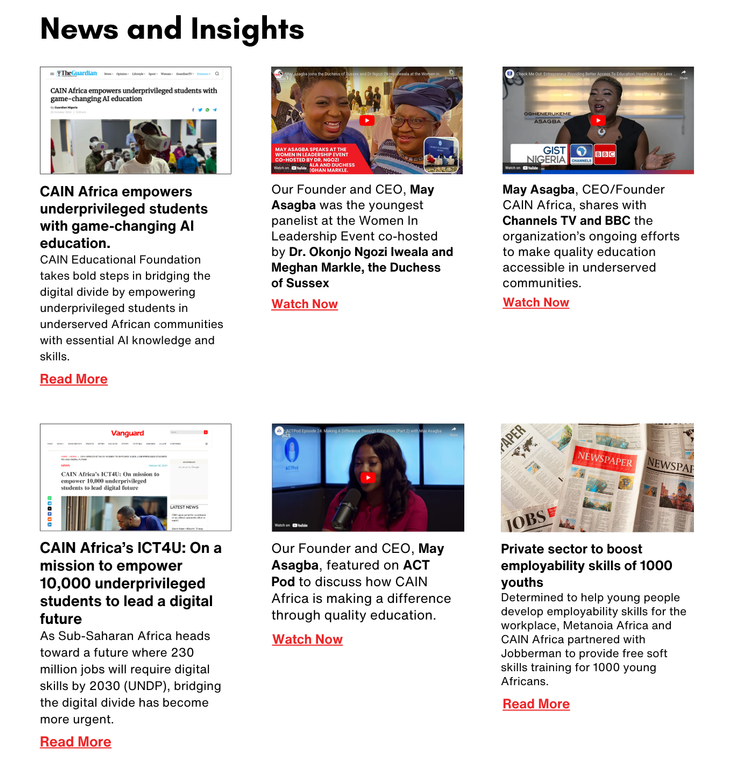 News and Insights
The Guardian
CAIN Africa empowers underprivileged students with
game-changing AI education
CAIN Africa empowers
underprivileged students
with game-changing AI
education.
CAIN Educational Foundation
takes bold steps in bridging the
digital divide by empowering
underprivileged students in
underserved African communities
with essential AI knowledge and
skills.
Read More
MAY ASAGBA SPEAKS AT THE
WOMEN IN LEADERSHIP EVENT
CO-HOSTED BY DR. NGOZI
ALA AND DUCHESS
GHAN MARKLE.
Watch on YouTube
Our Founder and CEO, May
Asagba was the youngest
panelist at the Women In
Leadership Event co-hosted
by Dr. Okonjo Ngozi Iweala and
Meghan Markle, the Duchess
of Sussex
Watch Now
OGHENERUKEME
ASAGBA
GIST
NIGERIA
CHANNELS
BBC
Watch on YouTube
May Asagba, CEO/Founder
CAIN Africa, shares with
Channels TV and BBC the
organization's ongoing efforts
to make quality education
accessible in underserved
communities.
Watch Now
Vanguard
CAIN Africa's ICT4U: On mission to
empower 10,000 underprivileged
students to lead digital future
LATEST NEWS
CAIN Africa's ICT4U: On a
mission to empower
10,000 underprivileged
students to lead a digital
future
As Sub-Saharan Africa heads
toward a future where 230
million jobs will require digital
skills by 2030 (UNDP), bridging
the digital divide has become
more urgent.
Read More
Watch on YouTube
Our Founder and CEO, May
Asagba, featured on ACT
Pod to discuss how CAIN
Africa is making a difference
through quality education.
Watch Now
PAPER
NEWSPAPER
NEWSPAP
JOBS
Private sector to boost
employability skills of 1000
youths
Determined to help young people
develop employability skills for the
workplace, Metanoia Africa and
CAIN Africa partnered with
Jobberman to provide free soft
skills training for 1000 young
Africans.
Read More